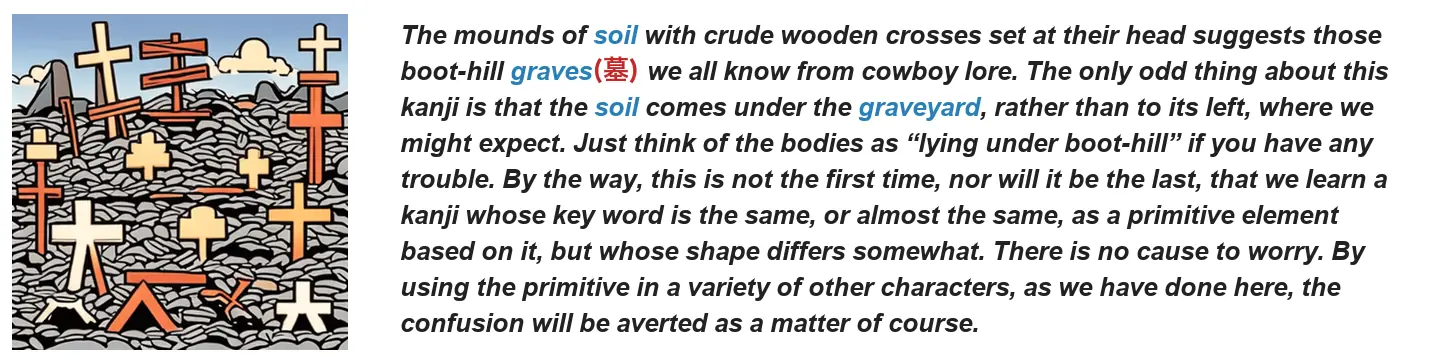 The mounds of soil with crude wooden crosses set at their head suggests those
boot-hill graves(墓) we all know from cowboy lore. The only odd thing about this
kanji is that the soil comes under the graveyard, rather than to its left, where we
might expect. Just think of the bodies as “lying under boot-hill” if you have any
trouble. By the way, this is not the first time, nor will it be the last, that we learn a
kanji whose key word is the same, or almost the same, as a primitive element
based on it, but whose shape differs somewhat. There is no cause to worry. By
using the primitive in a variety of other characters, as we have done here, the
confusion will be averted as a matter of course.